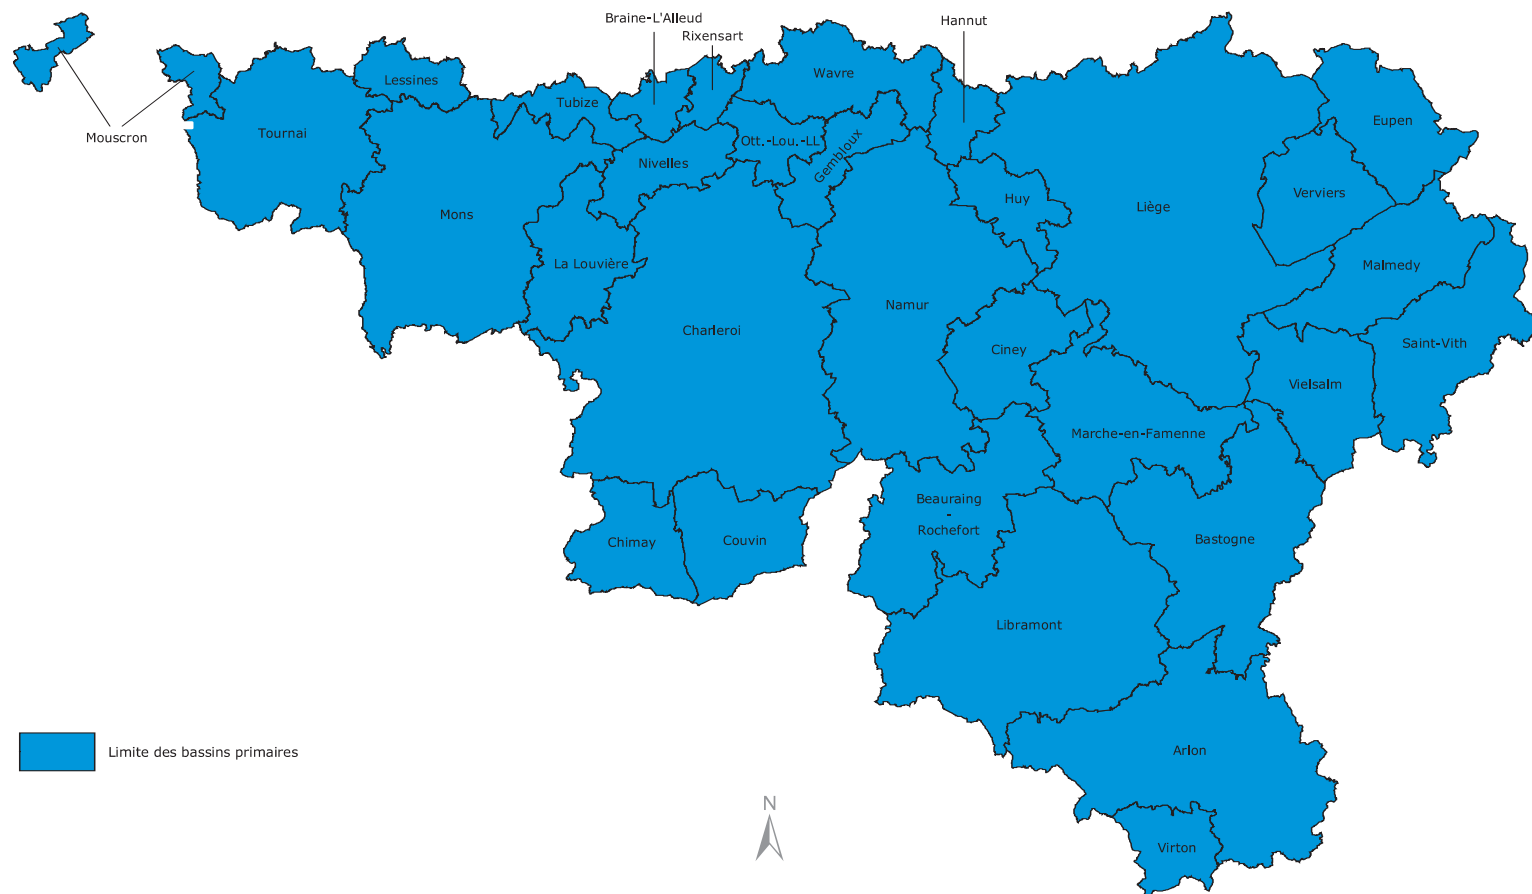 Braine-L'Alleud
Hannut
Rixensart
Wavre
Lessines
Tubize
Eupen
Mouscron
Tournai
Ott.-Lou.-LL
Gembloux
Nivelles
Verviers
Huy
Liège
Mons
La Louvière
Malmedy
Namur
Charleroi
Saint-Vith
Ciney
Vielsalm
Marche-en-Famenne
Beauraing
-
Rochefort
Chimay
Couvin
Bastogne
Libramont
Limite des bassins primaires
Arlon
N
Virton